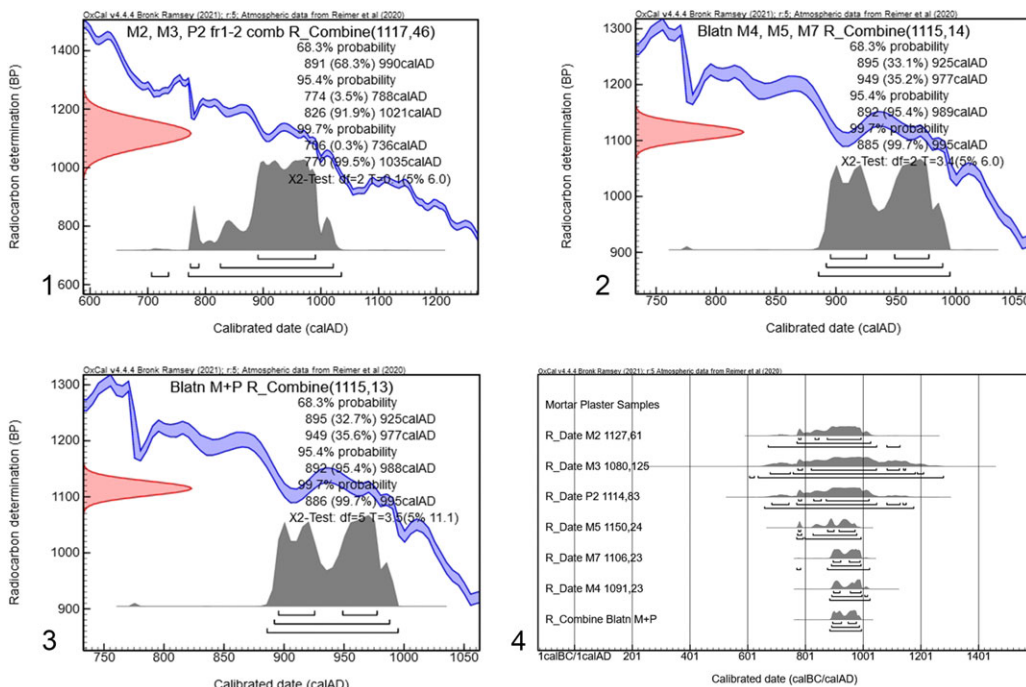 OxCal v4.4.4 Bronk Ramsey (2021); r:5; Atmospheric data from Reimer et al (2020)
M2, M3, P2 fr1-2 comb R_Combine(1117,46)
68.3% probability
891 (68.3%) 990calAD
95.4% probability
774 (3.5%) 788calAD
826 (91.9%) 1021calAD
99.7% probability
706 (0.3%) 736calAD
(99.5%) 1035calAD
X2-Test: df=2 (5% 6.0)
Radiocarbon determination (BP)
1400
1200
1000
800
600
1
600 700 800 900 1000 1100 1200
Calibrated date (calAD)
OxCal v4.4.4 Bronk Ramsey (2021); r:5 Atmospheric data from Reimer et al (2020)
Blatn M4, M5, M7 R_Combine(1115,14)
68.3% probability
895 (33.1%) 925calAD
949 (35.2%) 977calAD
95.4% probability
892 (95.4%) 989calAD
99.7% probability
885 (99.7%) 995calAD
X2-Test: df=2 T=3.4(5% 6.0)
Radiocarbon determination (BP)
1300
1200
1100
1000
900
2
750 800 850 900 950 1000 1050
Calibrated date (calAD)
OxCal v4.4.4 Bronk Ramsey (2021); r:5 Atmospheric data from Reimer et al (2020)
Blatn M+P R_Combine(1115,13)
68.3% probability
895 (32.7%) 925calAD
949 (35.6%) 977calAD
95.4% probability
892 (95.4%) 988calAD
99.7% probability
886 (99.7%) 995calAD
X2-Test: df=5 T=3.5(5% 11.1)
Radiocarbon determination (BP)
1300
1200
1100
1000
900
3
750 800 850 900 950 1000 1050
Calibrated date (calAD)
OxCal v4.4.4 Bronk Ramsey (2021); r:5 Atmospheric data from Reimer et al (2020)
Mortar Plaster Samples
R_Date M2 1127,61
R_Date M3 1080,125
R_Date P2 1114,83
R_Date M5 1150,24
R_Date M7 1106,23
R_Date M4 1091,23
R_Combine Blatn M+P
4
1calBC/1calAD 201 401 601 801 1001 1201 1401
Calibrated date (calBC/calAD)